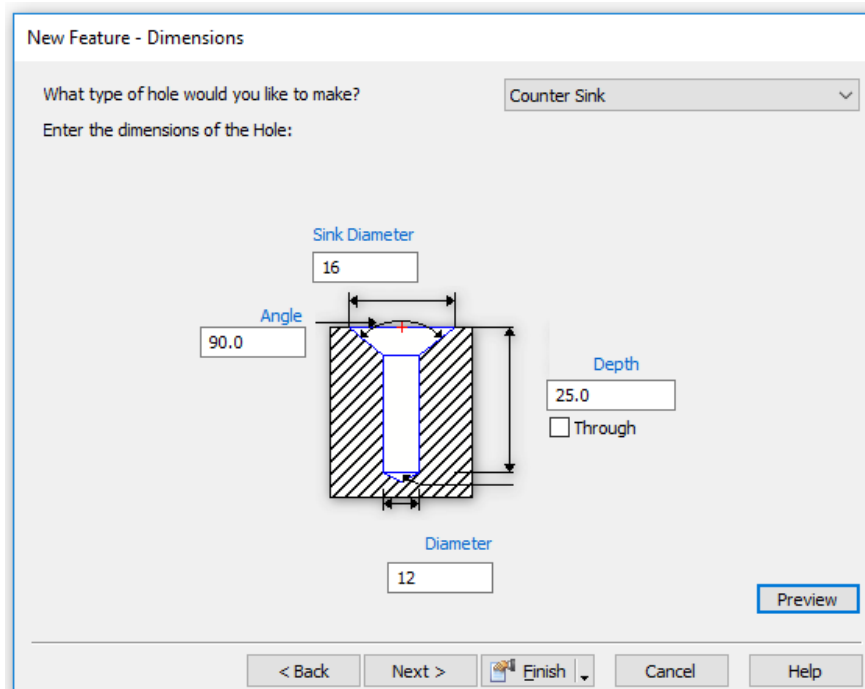 New Feature - Dimensions
What type of hole would you like to make?
Counter Sink
Enter the dimensions of the Hole:
Sink Diameter
16
Angle
90.0
Depth
25.0
Through
Diameter
12
Preview
< Back
Next >
Finish
Cancel
Help